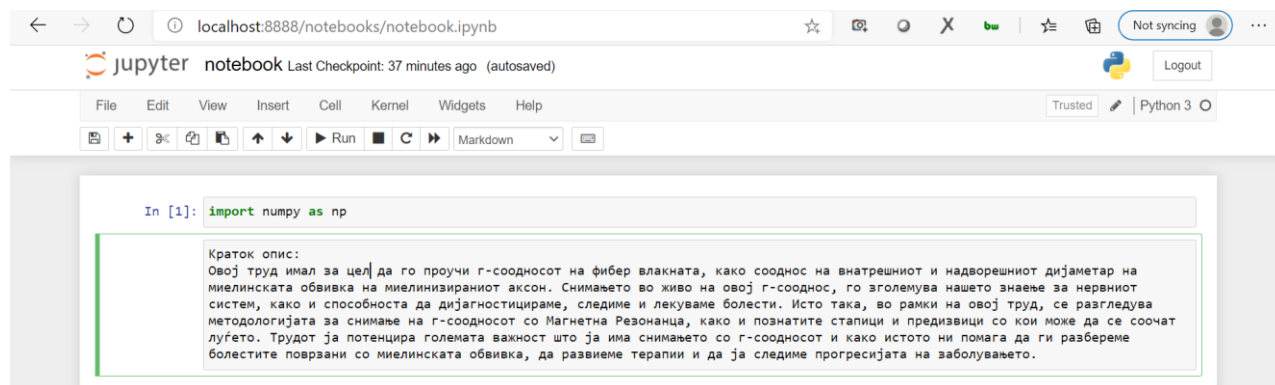 localhost:8888/notebooks/notebook.ipynb
X
bw
Not syncing
jupyter notebook Last Checkpoint: 37 minutes ago (autosaved)
Logout
File Edit View Insert Cell Kernel Widgets Help
Trusted
Python 3
Run
Markdown
In [1]: import numpy as np
Краток опис:
Овој труд имал за цел да го проучи г-соодносот на фибер влакната, како сооднос на внатрешниот и надворешниот дијаметар на
миелинската обвивка на миелинизираниот аксон. Снимањето во живо на овој г-сооднос, го зголемува нашето знаење за нервниот
систем, како и способноста да дијагностицираме, следиме и лекуваме болести. Исто така, во рамки на овој труд, се разгледува
методологијата за снимање на г-соодносот со Магнетна Резонанца, како и познатите стапици и предизвици со кои може да се соочат
луѓето. Трудот ја потенцира големата важност што ја има снимањето со г-соодносот и како истото ни помага да ги разбереме
болестите поврзани со миелинската обвивка, да развиеме терапии и да ја следиме прогресијата на заболувањето.